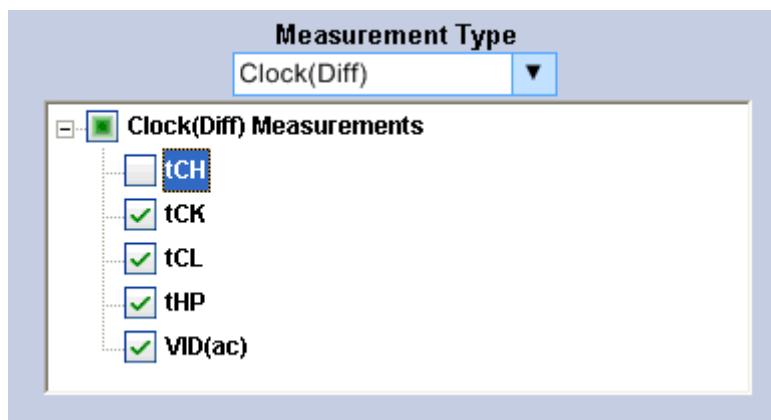 Measurement Type
Clock(Diff)
Clock(Diff) Measurements
tCH
tCK
tCL
tHP
VID(ac)